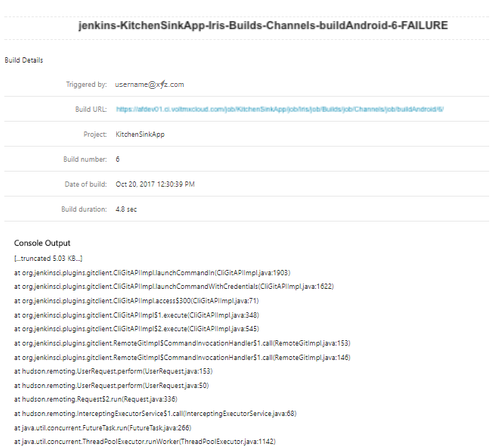 jenkins-KitchenSinkApp-Iris-Builds-Channels-buildAndroid-6-FAILURE
Build Details
Triggered by: username@xyz.com
Build URL: https://afdev01.ci.voltmxcloud.com/job/KitchenSinkApp/job/Iris/job/Builds/job/Channels/job/buildAndroid/6/
Project: KitchenSinkApp
Build number: 6
Date of build: Oct 20, 2017 12:30:39 PM
Build duration: 4.8 sec
Console Output
[...truncated 5.03 KB...]
at org.jenkinsci.plugins.gitclient.CliGitAPIImpl.launchCommandIn(CliGitAPIImpl.java:1903)
at org.jenkinsci.plugins.gitclient.CliGitAPIImpl.launchCommandWithCredentials(CliGitAPIImpl.java:1622)
at org.jenkinsci.plugins.gitclient.CliGitAPIImpl.access$300(CliGitAPIImpl.java:71)
at org.jenkinsci.plugins.gitclient.CliGitAPIImpl$1.execute(CliGitAPIImpl.java:348)
at org.jenkinsci.plugins.gitclient.CliGitAPIImpl$2.execute(CliGitAPIImpl.java:545)
at org.jenkinsci.plugins.gitclient.RemoteGitImpl$CommandInvocationHandler$1.call(RemoteGitImpl.java:153)
at org.jenkinsci.plugins.gitclient.RemoteGitImpl$CommandInvocationHandler$1.call(RemoteGitImpl.java:146)
at hudson.remoting.UserRequest.perform(UserRequest.java:153)
at hudson.remoting.UserRequest.perform(UserRequest.java:50)
at hudson.remoting.Request$2.run(Request.java:336)
at hudson.remoting.InterceptingExecutorService$1.call(InterceptingExecutorService.java:68)
at java.util.concurrent.FutureTask.run(FutureTask.java:266)
at java.util.concurrent.ThreadPoolExecutor.runWorker(ThreadPoolExecutor.java:1142)